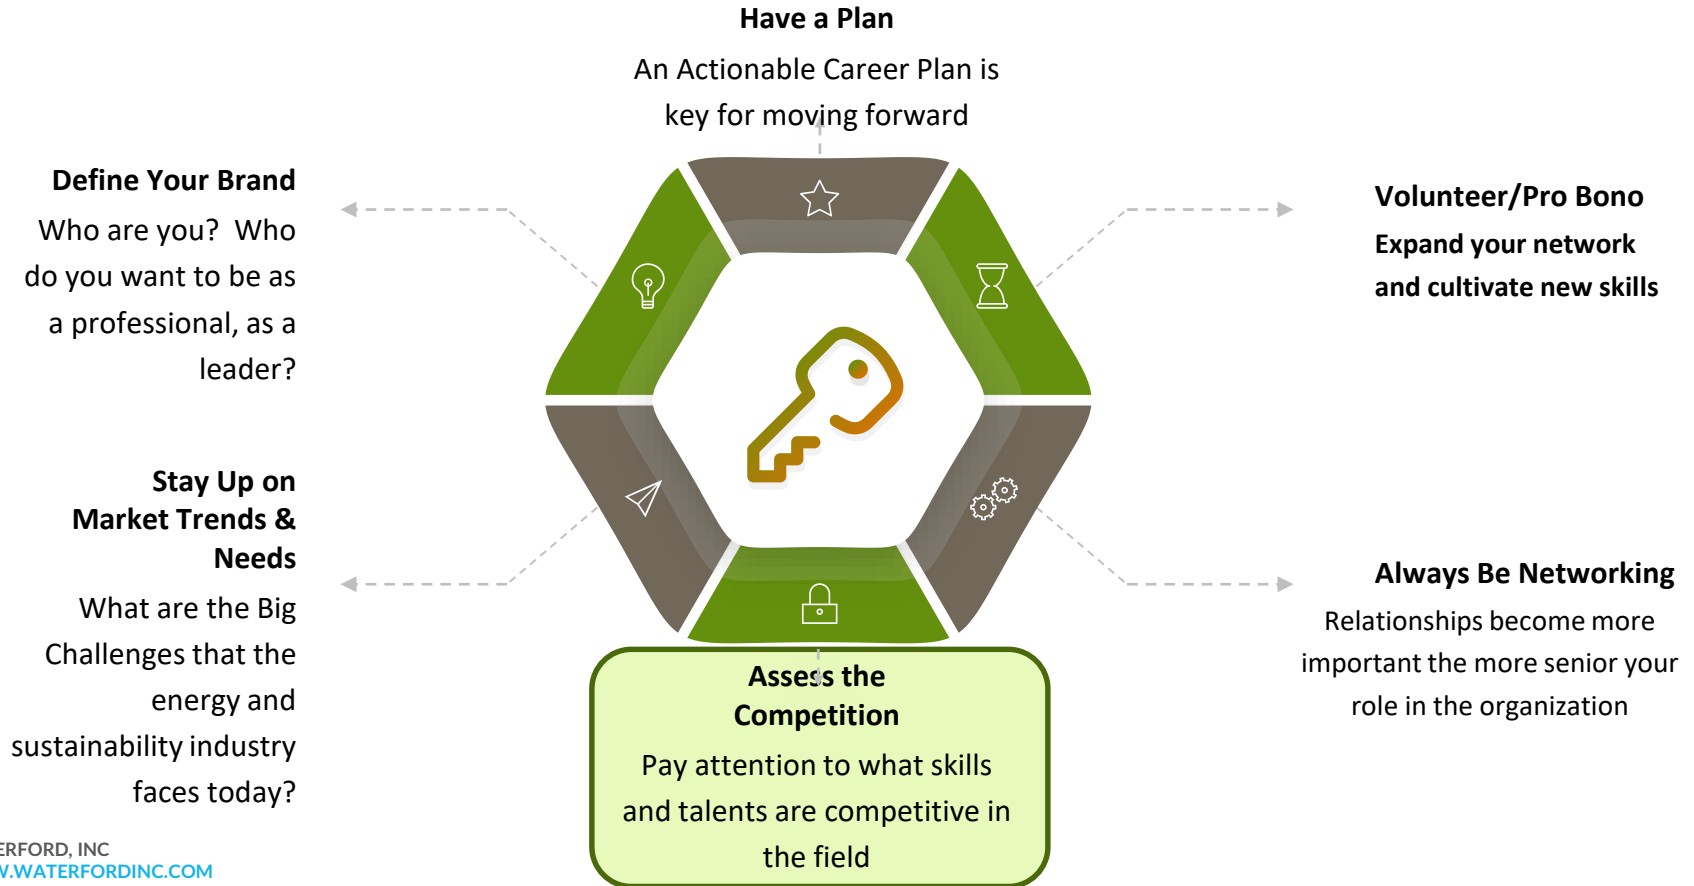 Have a Plan
An Actionable Career Plan is
key for moving forward
Define Your Brand
Who are you?  Who
do you want to be as
a professional, as a
leader?
Volunteer/Pro Bono
Expand your network
and cultivate new skills
Stay Up on
Market Trends &
Needs
What are the Big
Challenges that the
energy and
sustainability industry
faces today?
Always Be Networking
Relationships become more
important the more senior your
role in the organization
Assess the
Competition
Pay attention to what skills
and talents are competitive in
the field
ERFORD, INC
W.WATERFORDINC.COM